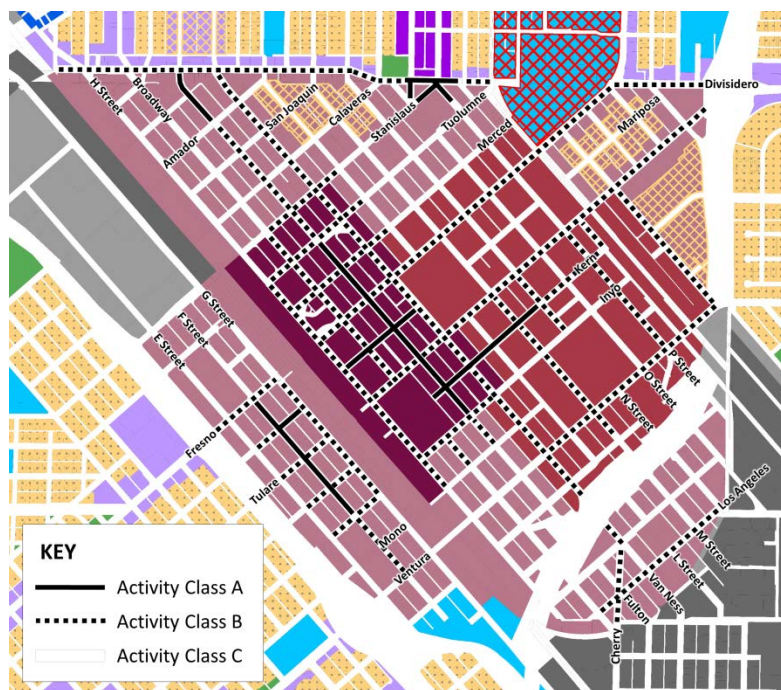 Divisidero
H Street
Broadway
San Joaquin
Calaveras
Stanislaus
Tuolumne
Mariposa
Amador
Merced
Kern
Inyo
G Street
F Street
E Street
P Street
O Street
N Street
Fresno
Tulare
Mono
Ventura
Los Angeles
M Street
L Street
Van Ness
Fulton
Cherry
KEY
Activity Class A
Activity Class B
Activity Class C